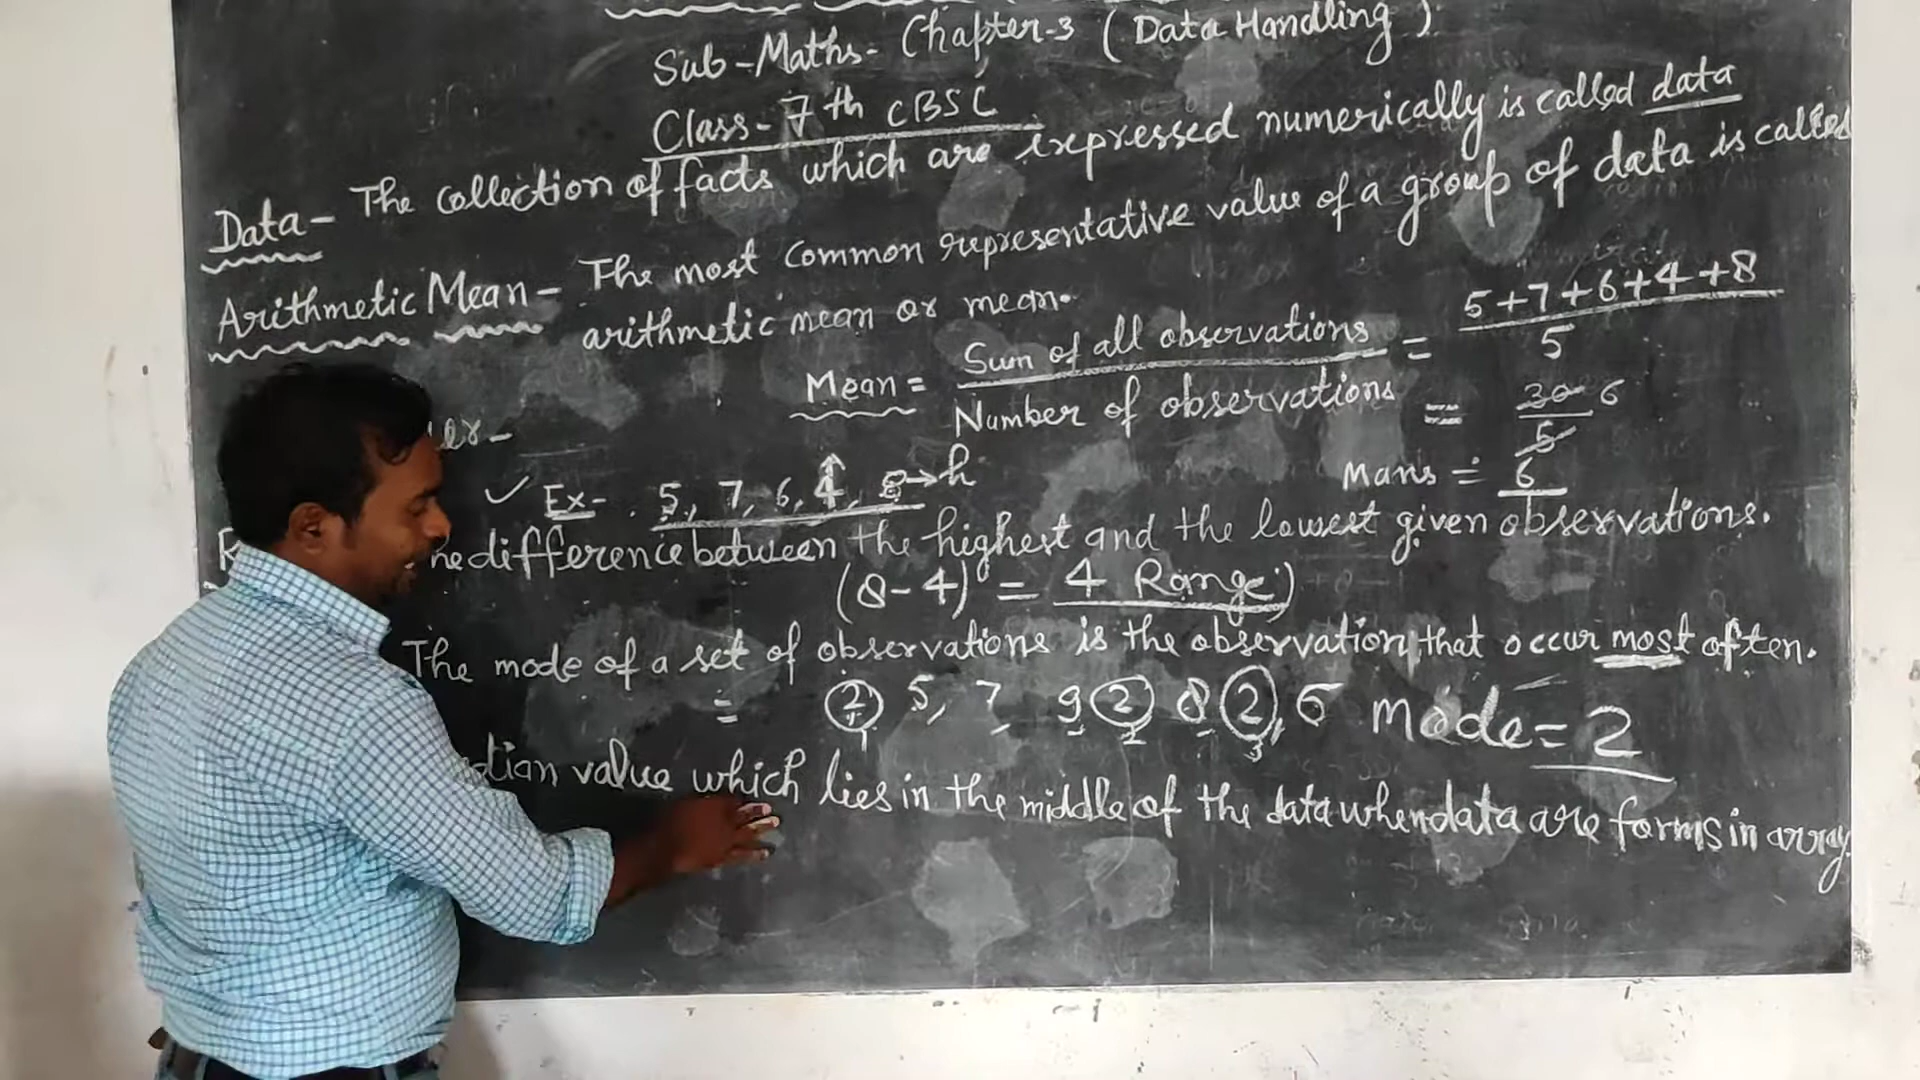 Sub-Maths- Chapter-3 ( Data Handling )
Class- 7th CBSC
Data- The collection of facts which are expressed numerically is called data
Arithmetic Mean- The most common representative value of a group of data is called
arithmetic mean or mean.
Mean = Sum of all observations / Number of observations = 5+7+6+4+8 / 5
= 30 / 5 6
Mans = 6
Ex- 5, 7, 6, 4, 8→h
difference between the highest and the lowest given observations.
(8-4) = 4 Range)
The mode of a set of observations is the observation that occur most often.
= 2 5, 7 9 2 8 2, 6 mode = 2
1 2 3
value which lies in the middle of the data when data are forms in array.